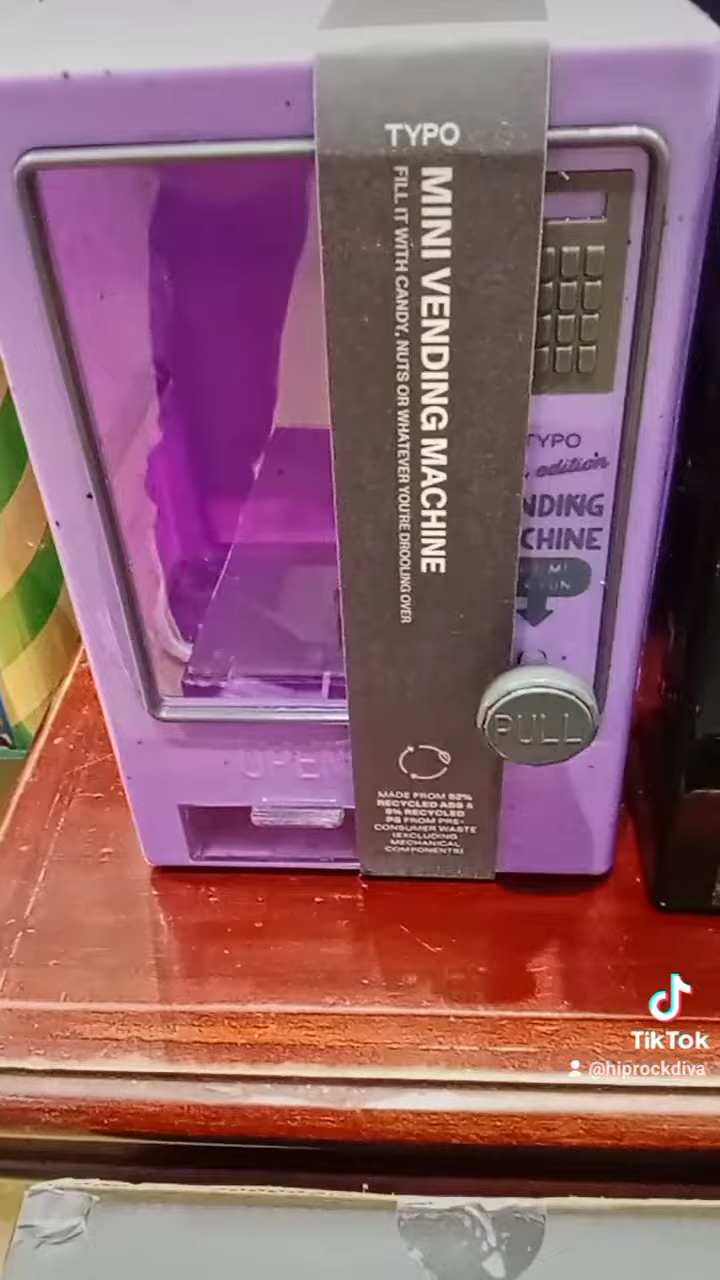 TYPO
MINI VENDING MACHINE
FILL IT WITH CANDY, NUTS OR WHATEVER YOU'RE DROOLING OVER
TYPO
edition
NDING
CHINE
PULL
OPEN
MADE FROM 92%
RECYCLED ABS &
8% RECYCLED
PS FROM PRE-
CONSUMER WASTE
(EXCLUDING
MECHANICAL
COMPONENTS)
TikTok
@hiprockdiva